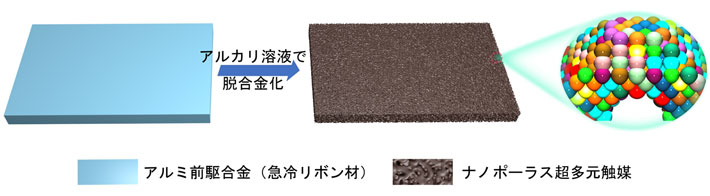 アルカリ溶液で
脱合金化
アルミ前駆合金（急冷リボン材）
ナノポーラス超多元触媒